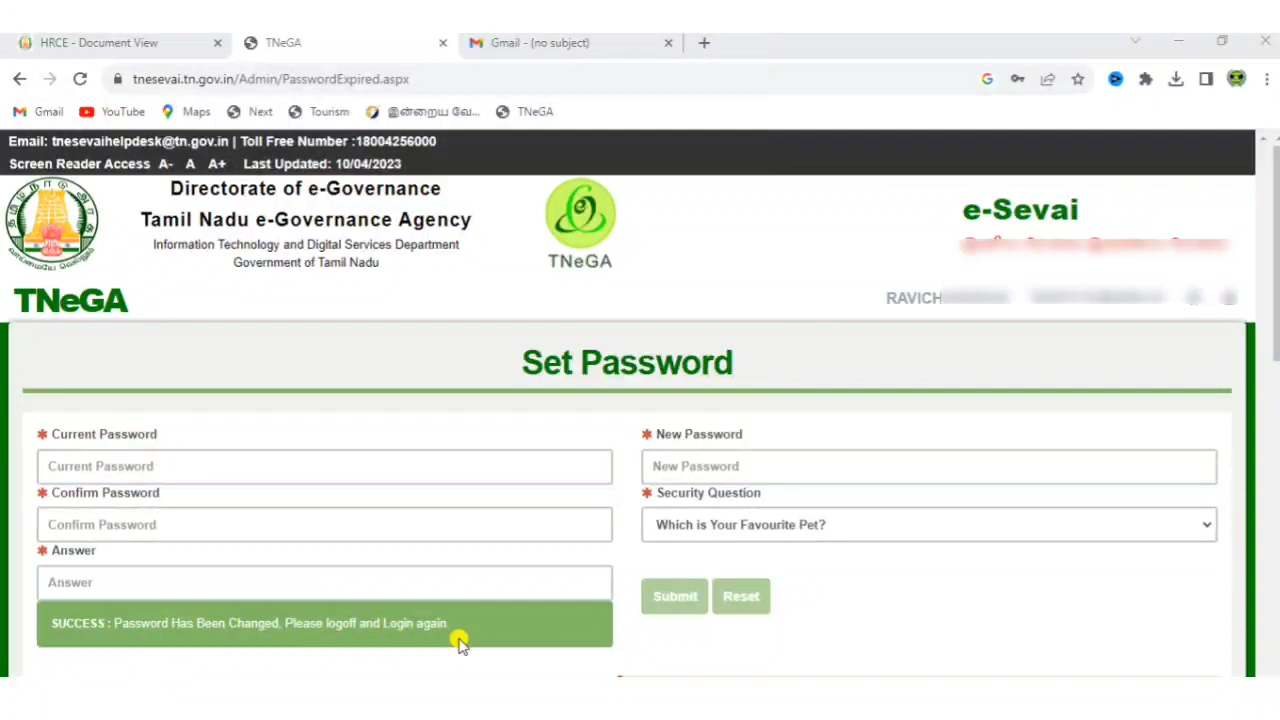 HRCE - Document View
TNeGA
Gmail - (no subject)
tnesevai.tn.gov.in/Admin/PasswordExpired.aspx
Gmail YouTube Maps Next Tourism இன்றைய வே... TNeGA
Email: tnesevaihelpdesk@tn.gov.in | Toll Free Number :18004256000
Screen Reader Access A- A A+ Last Updated: 10/04/2023
Directorate of e-Governance
Tamil Nadu e-Governance Agency
Information Technology and Digital Services Department
Government of Tamil Nadu
TNeGA
e-Sevai
TNeGA
RAVICH
Set Password
* Current Password
Current Password
* New Password
New Password
* Confirm Password
Confirm Password
* Security Question
Which is Your Favourite Pet?
* Answer
Answer
Submit Reset
SUCCESS : Password Has Been Changed, Please logoff and Login again